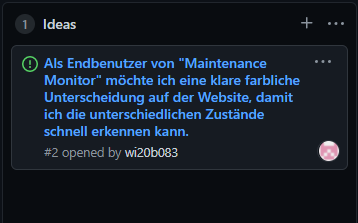 1 Ideas
Als Endbenutzer von "Maintenance
Monitor" möchte ich eine klare farbliche
Unterscheidung auf der Website, damit
ich die unterschiedlichen Zustände
schnell erkennen kann.
#2 opened by wi20b083